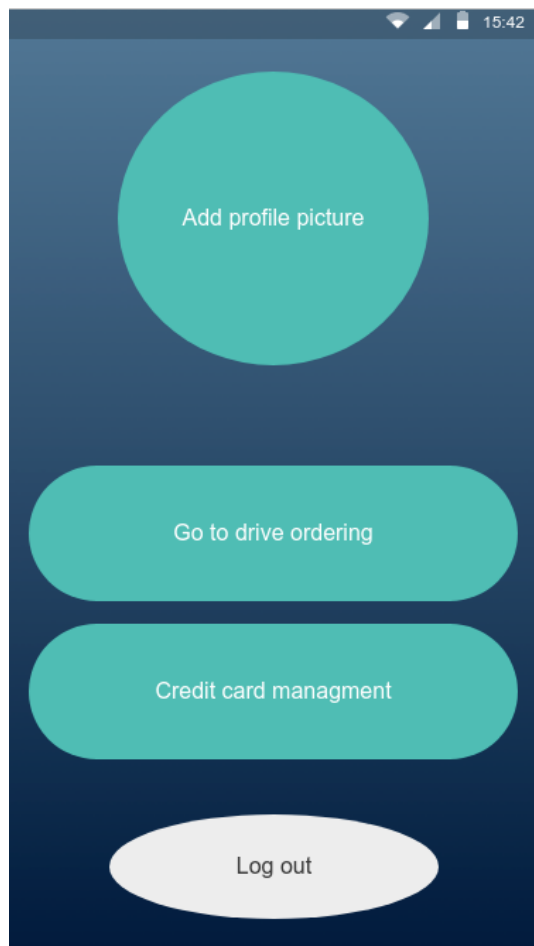 15:42
Add profile picture
Go to drive ordering
Credit card managment
Log out